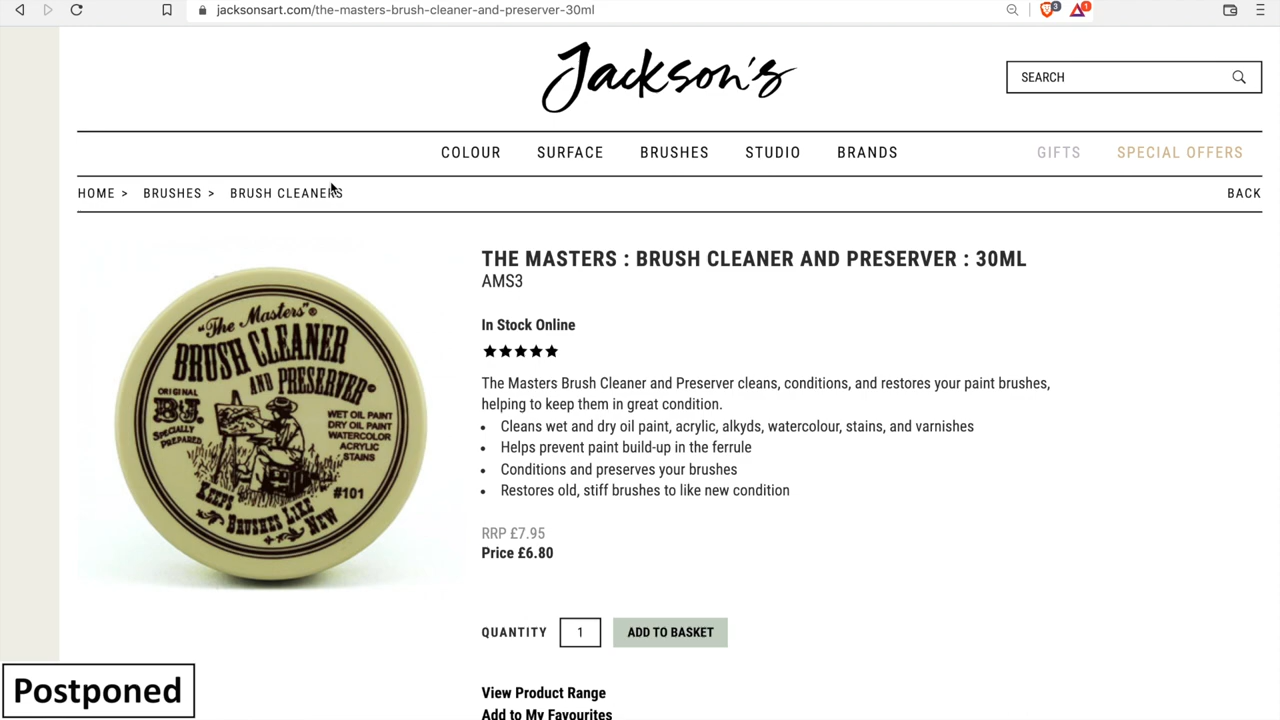 jacksonsart.com/the-masters-brush-cleaner-and-preserver-30ml
3
1
Jackson's
SEARCH
COLOUR SURFACE BRUSHES STUDIO BRANDS GIFTS SPECIAL OFFERS
HOME > BRUSHES > BRUSH CLEANERS
BACK
"The Masters"®
BRUSH CLEANER
AND PRESERVER©
ORIGINAL
B&J
SPECIALLY
PREPARED
WET OIL PAINT
DRY OIL PAINT
WATERCOLOR
ACRYLIC
STAINS
#101
KEEPS
BRUSHES LIKE
NEW
THE MASTERS : BRUSH CLEANER AND PRESERVER : 30ML
AMS3
In Stock Online
The Masters Brush Cleaner and Preserver cleans, conditions, and restores your paint brushes,
helping to keep them in great condition.
• Cleans wet and dry oil paint, acrylic, alkyds, watercolour, stains, and varnishes
• Helps prevent paint build-up in the ferrule
• Conditions and preserves your brushes
• Restores old, stiff brushes to like new condition
RRP £7.95
Price £6.80
QUANTITY 1 ADD TO BASKET
View Product Range
Add to My Favourites
Postponed